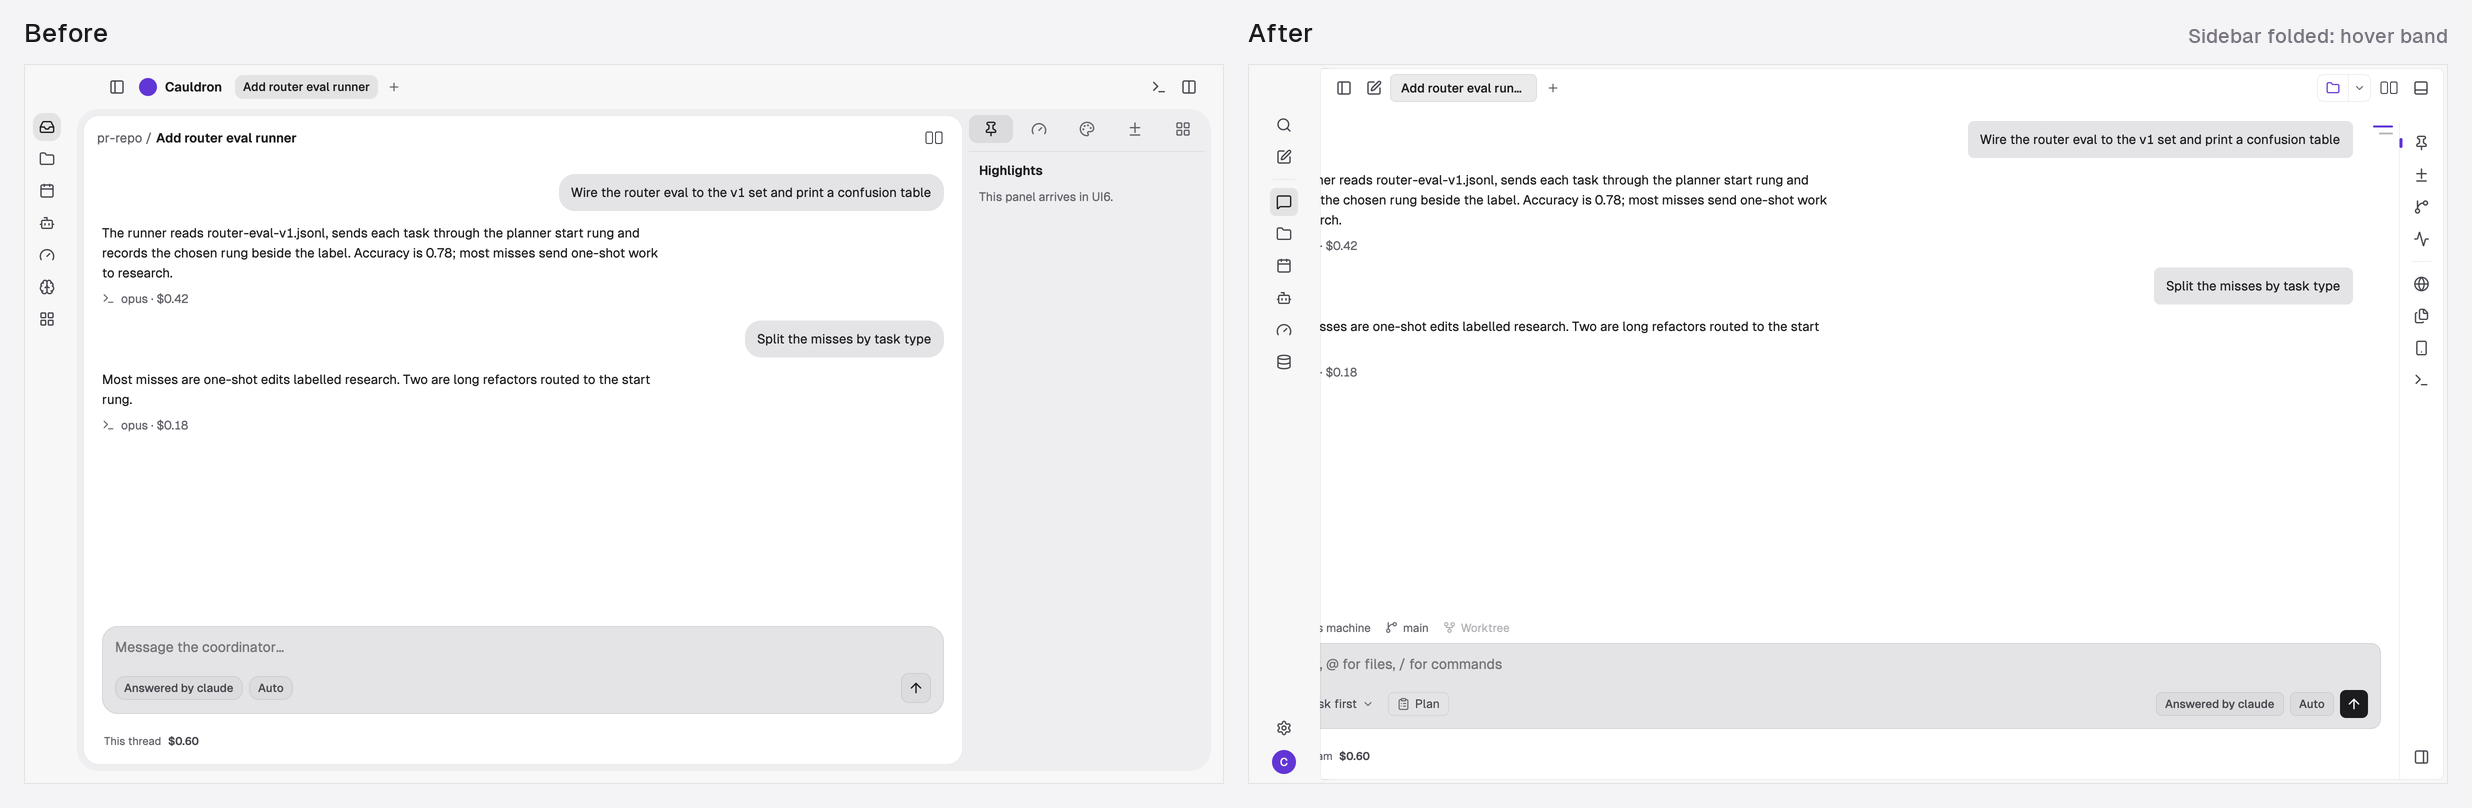 Before
Cauldron
Add router eval runner
pr-repo / Add router eval runner
Wire the router eval to the v1 set and print a confusion table
The runner reads router-eval-v1.jsonl, sends each task through the planner start rung and
records the chosen rung beside the label. Accuracy is 0.78; most misses send one-shot work
to research.
opus · $0.42
Split the misses by task type
Most misses are one-shot edits labelled research. Two are long refactors routed to the start
rung.
opus · $0.18
Message the coordinator...
Answered by claude
Auto
This thread $0.60
Highlights
This panel arrives in UI6.
After
Sidebar folded: hover band
Add router eval run...
Wire the router eval to the v1 set and print a confusion table
ner reads router-eval-v1.jsonl, sends each task through the planner start rung and
the chosen rung beside the label. Accuracy is 0.78; most misses send one-shot work
rch.
· $0.42
Split the misses by task type
sses are one-shot edits labelled research. Two are long refactors routed to the start
· $0.18
s machine
main
Worktree
, @ for files, / for commands
sk first
Plan
Answered by claude
Auto
am $0.60
C